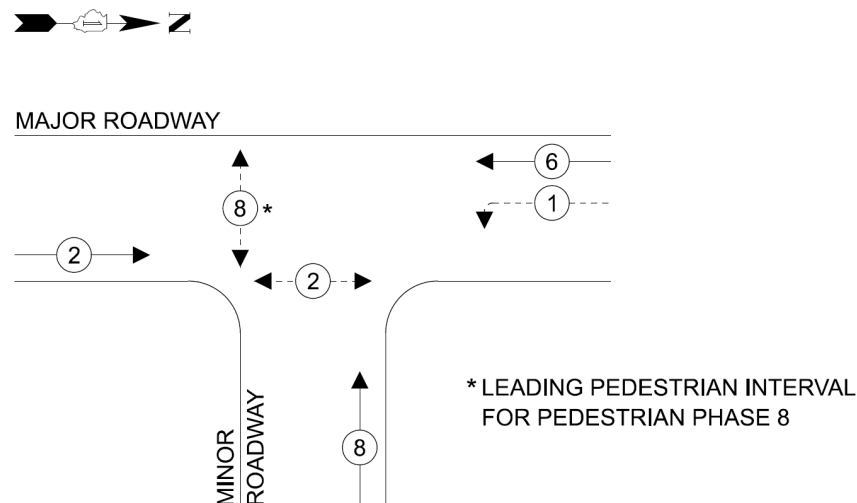 N
MAJOR ROADWAY
6
8 *
1
2
2
* LEADING PEDESTRIAN INTERVAL
FOR PEDESTRIAN PHASE 8
8
MINOR
ROADWAY